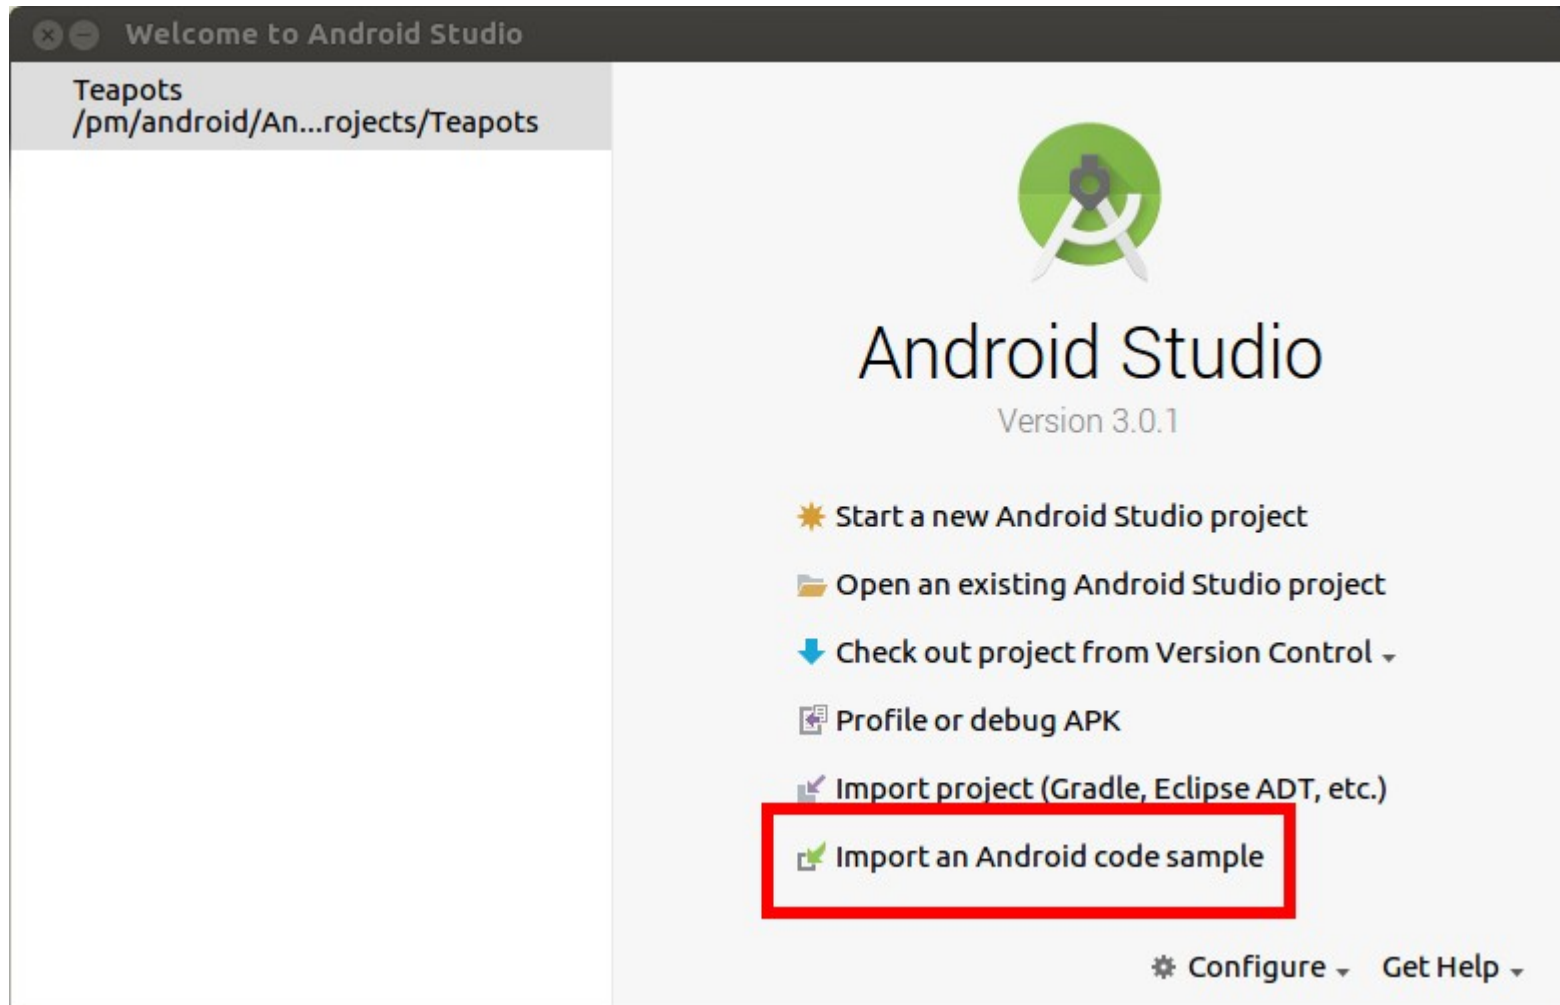 Welcome to Android Studio
Teapots
/pm/android/An...rojects/Teapots
Android Studio
Version 3.0.1
Start a new Android Studio project
Open an existing Android Studio project
Check out project from Version Control
Profile or debug APK
Import project (Gradle, Eclipse ADT, etc.)
Import an Android code sample
Configure Get Help